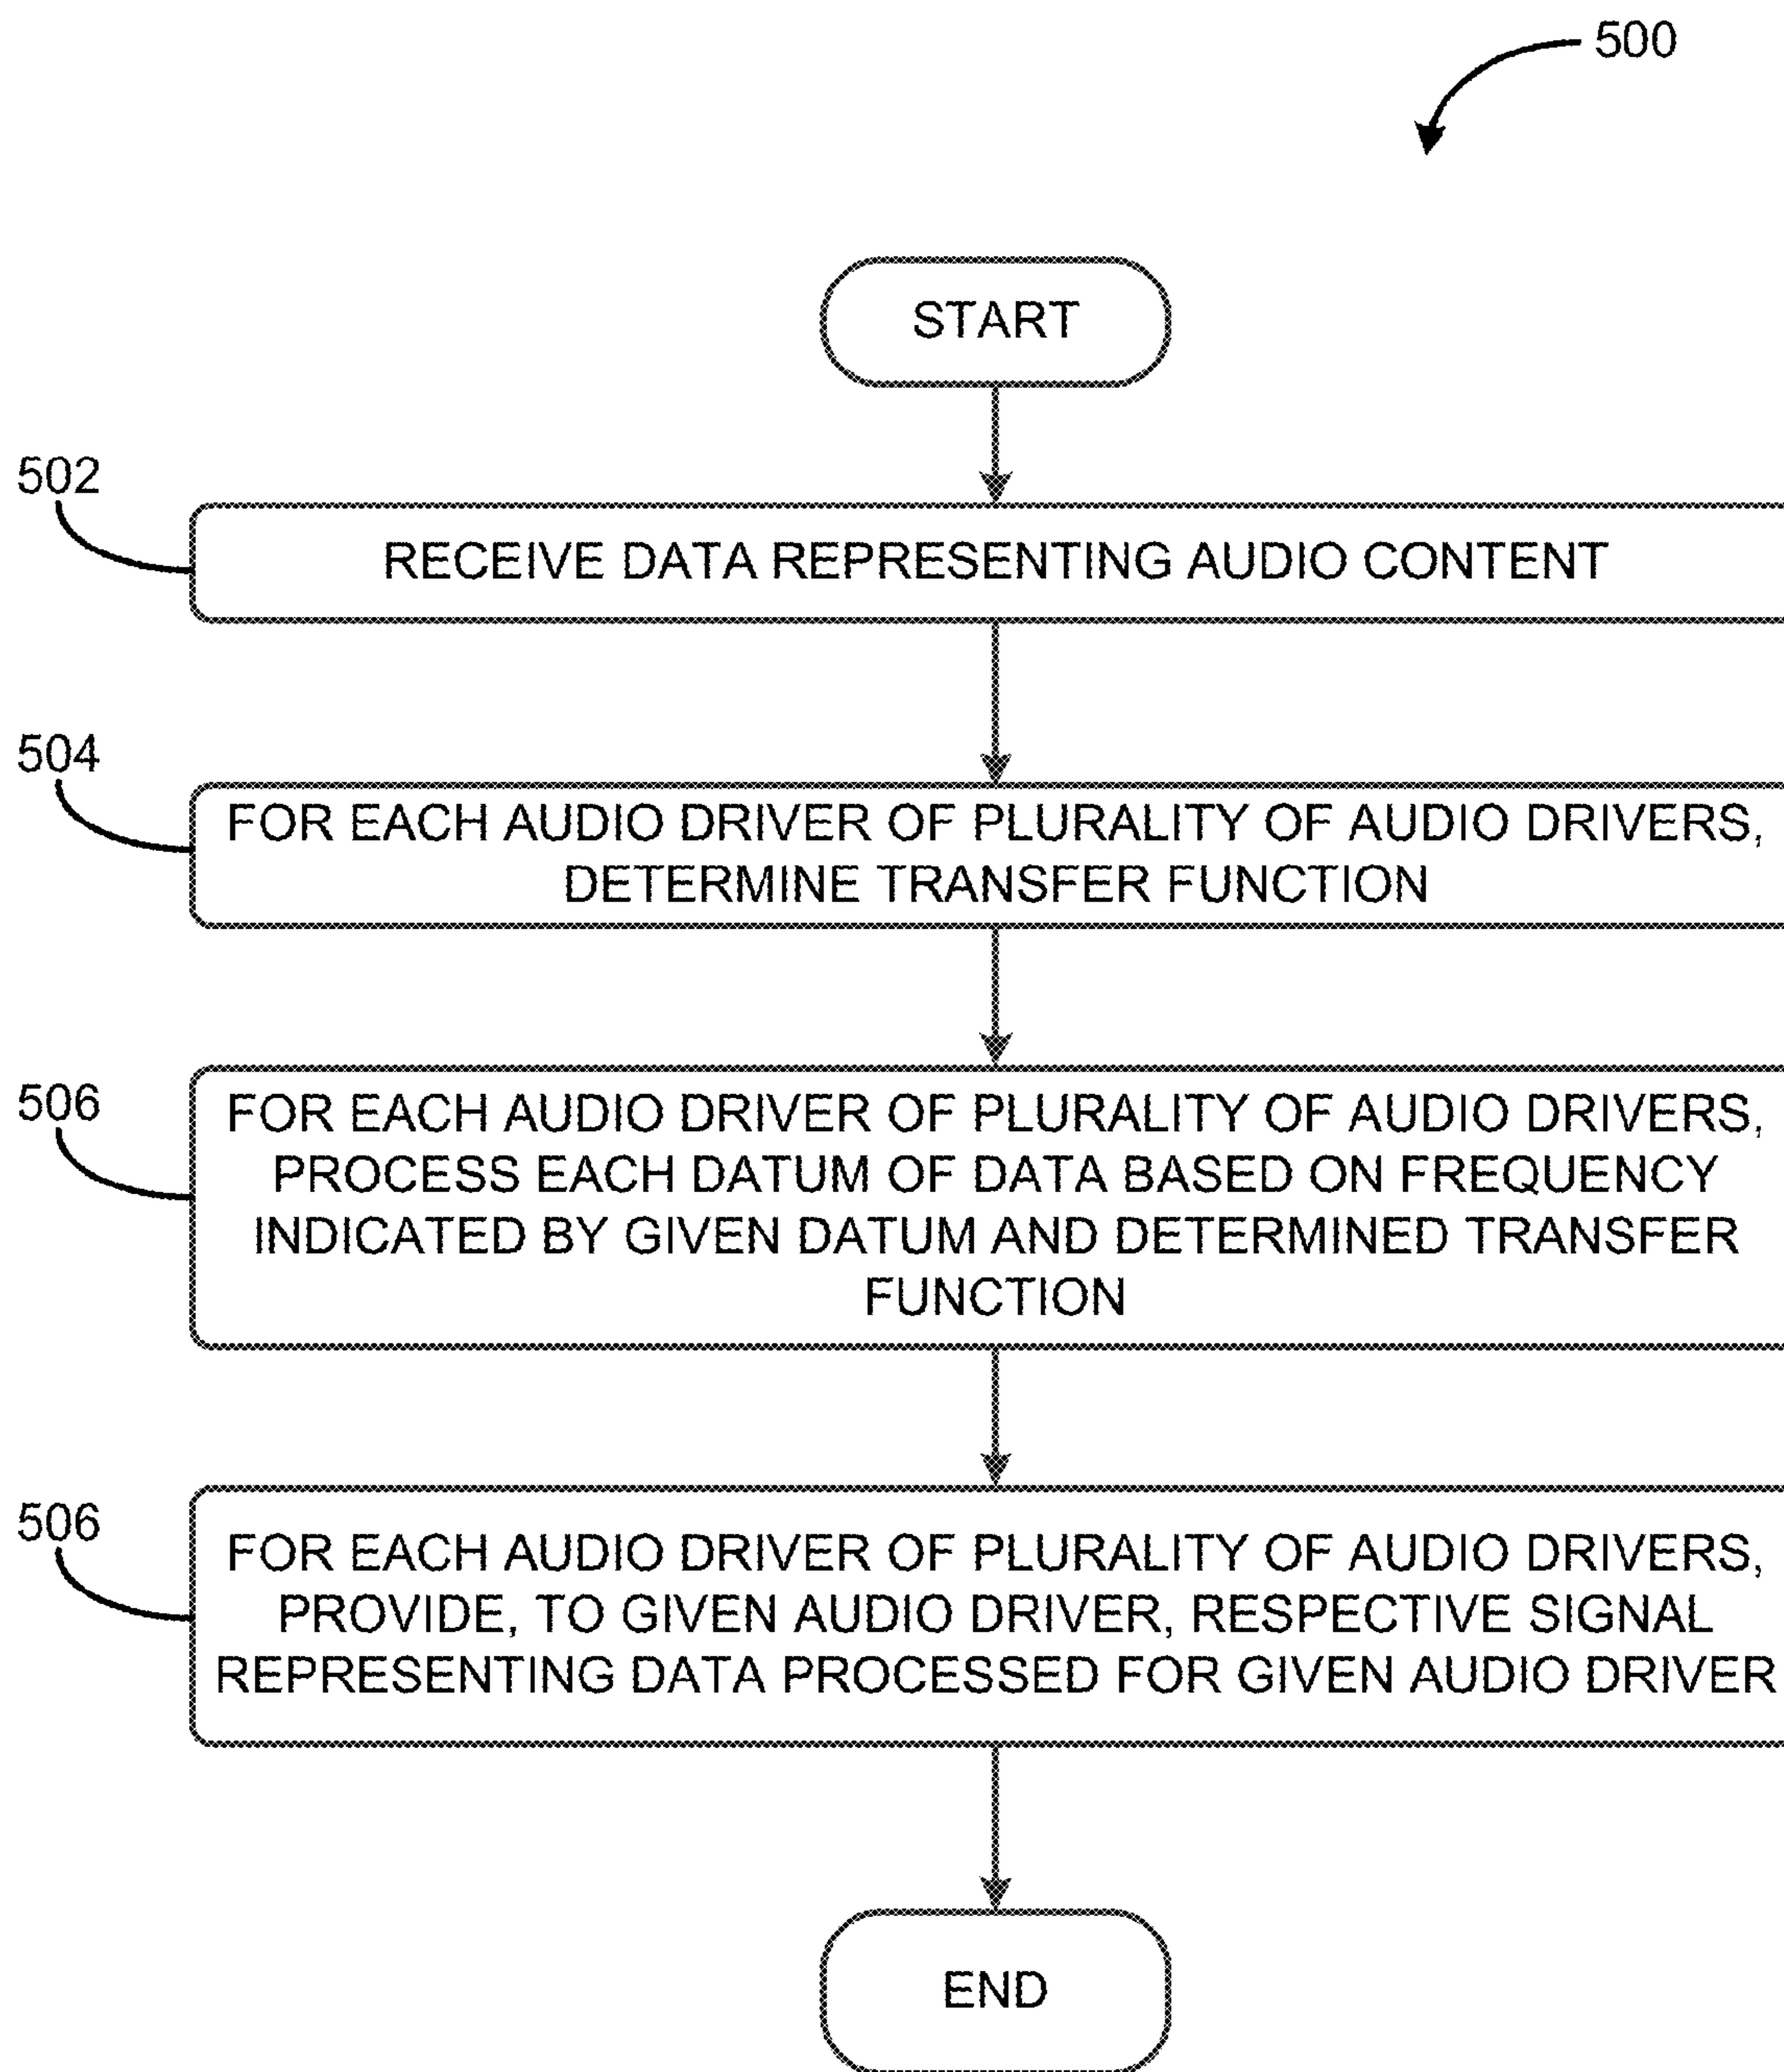 500
START
502
RECEIVE DATA REPRESENTING AUDIO CONTENT
504
FOR EACH AUDIO DRIVER OF PLURALITY OF AUDIO DRIVERS,
DETERMINE TRANSFER FUNCTION
506
FOR EACH AUDIO DRIVER OF PLURALITY OF AUDIO DRIVERS,
PROCESS EACH DATUM OF DATA BASED ON FREQUENCY
INDICATED BY GIVEN DATUM AND DETERMINED TRANSFER
FUNCTION
506
FOR EACH AUDIO DRIVER OF PLURALITY OF AUDIO DRIVERS,
PROVIDE, TO GIVEN AUDIO DRIVER, RESPECTIVE SIGNAL
REPRESENTING DATA PROCESSED FOR GIVEN AUDIO DRIVER
END